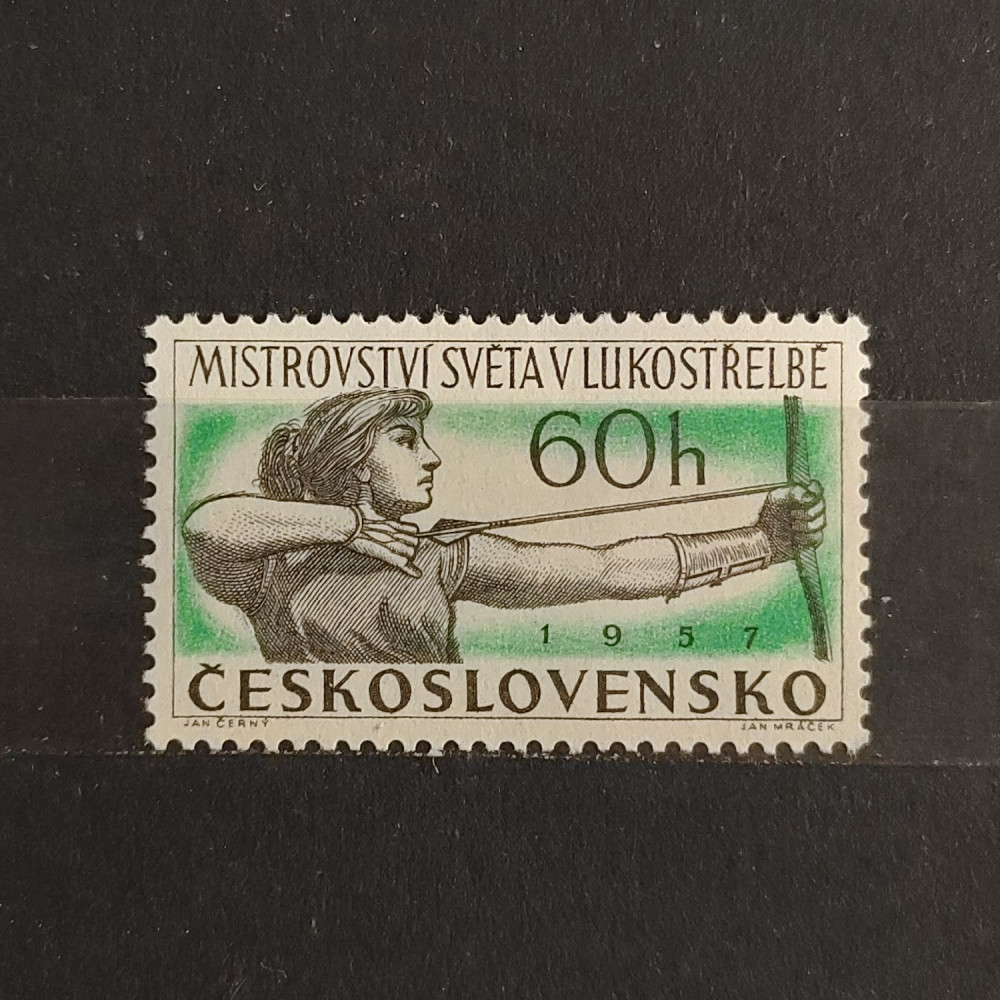 MISTROVSTVÍ SVĚTA V LUKOSTŘELBĚ
60h
1957
ČESKOSLOVENSKO
JAN ČERNÝ JAN MRÁČEK